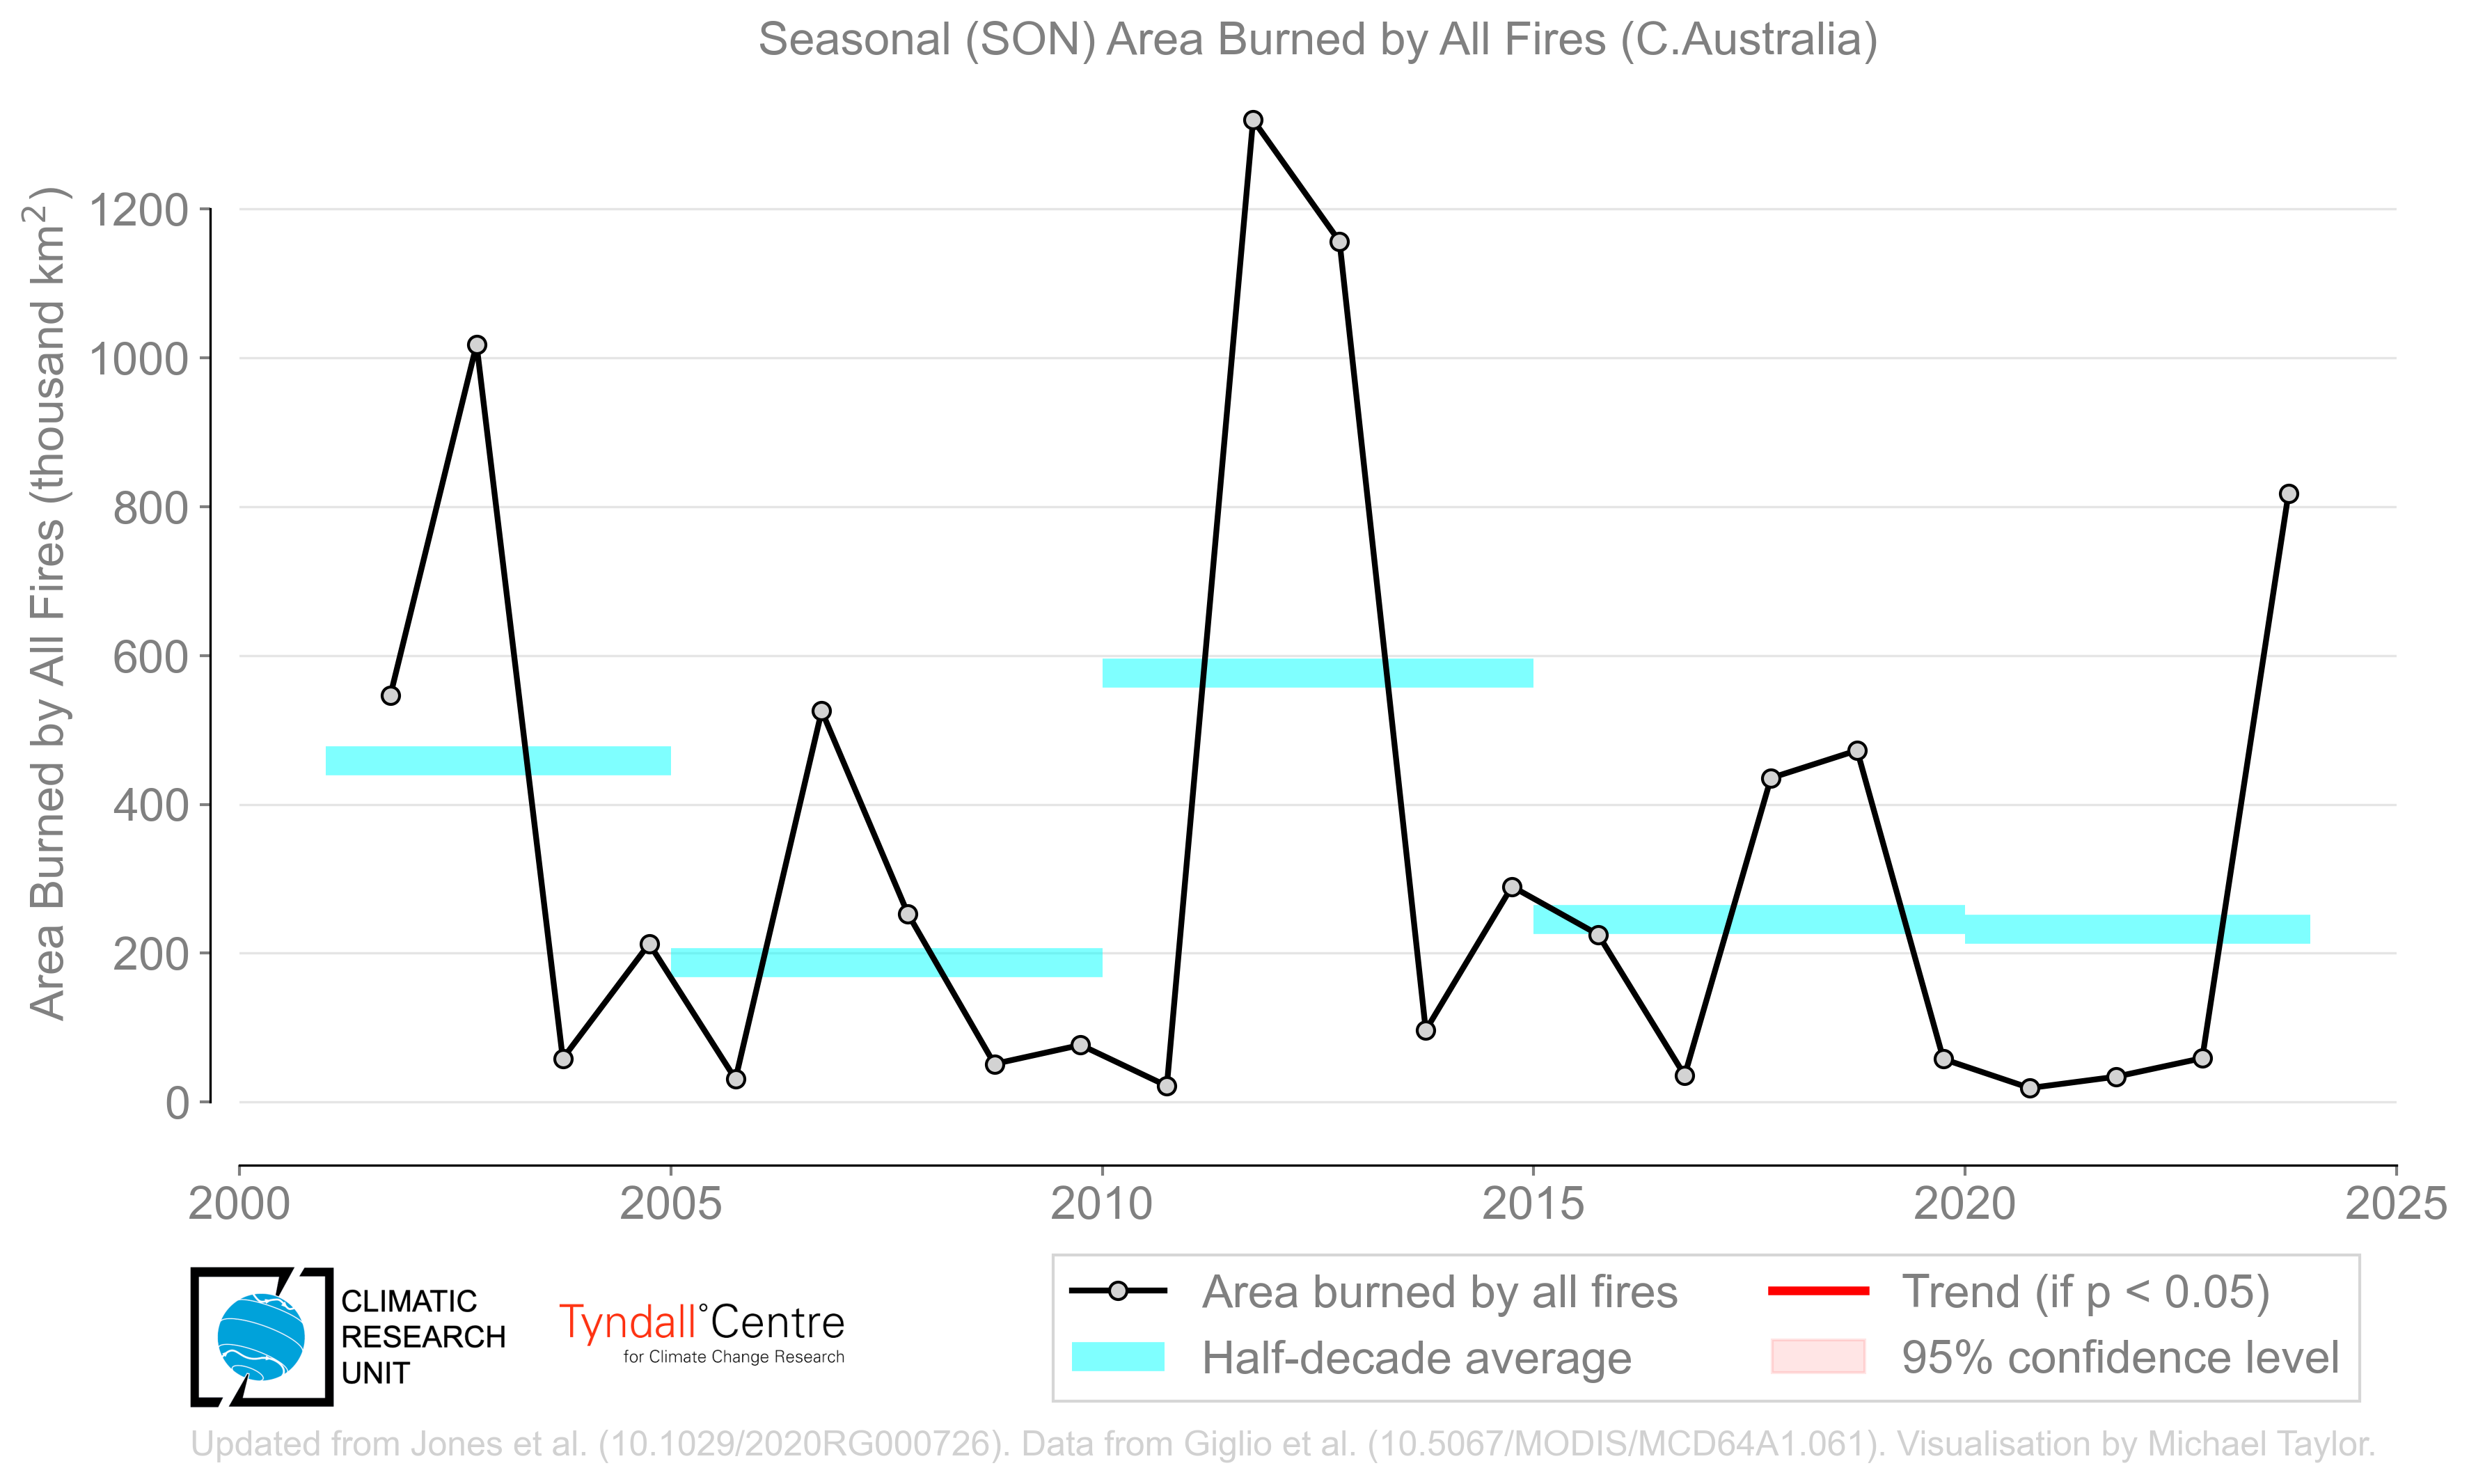 Seasonal (SON) Area Burned by All Fires (C.Australia)
Area Burned by All Fires (thousand km²)
1200
1000
800
600
400
200
0
2000 2005 2010 2015 2020 2025
CLIMATIC
RESEARCH
UNIT
Tyndall°Centre
for Climate Change Research
Area burned by all fires
Half-decade average
Trend (if p < 0.05)
95% confidence level
Updated from Jones et al. (10.1029/2020RG000726). Data from Giglio et al. (10.5067/MODIS/MCD64A1.061). Visualisation by Michael Taylor.